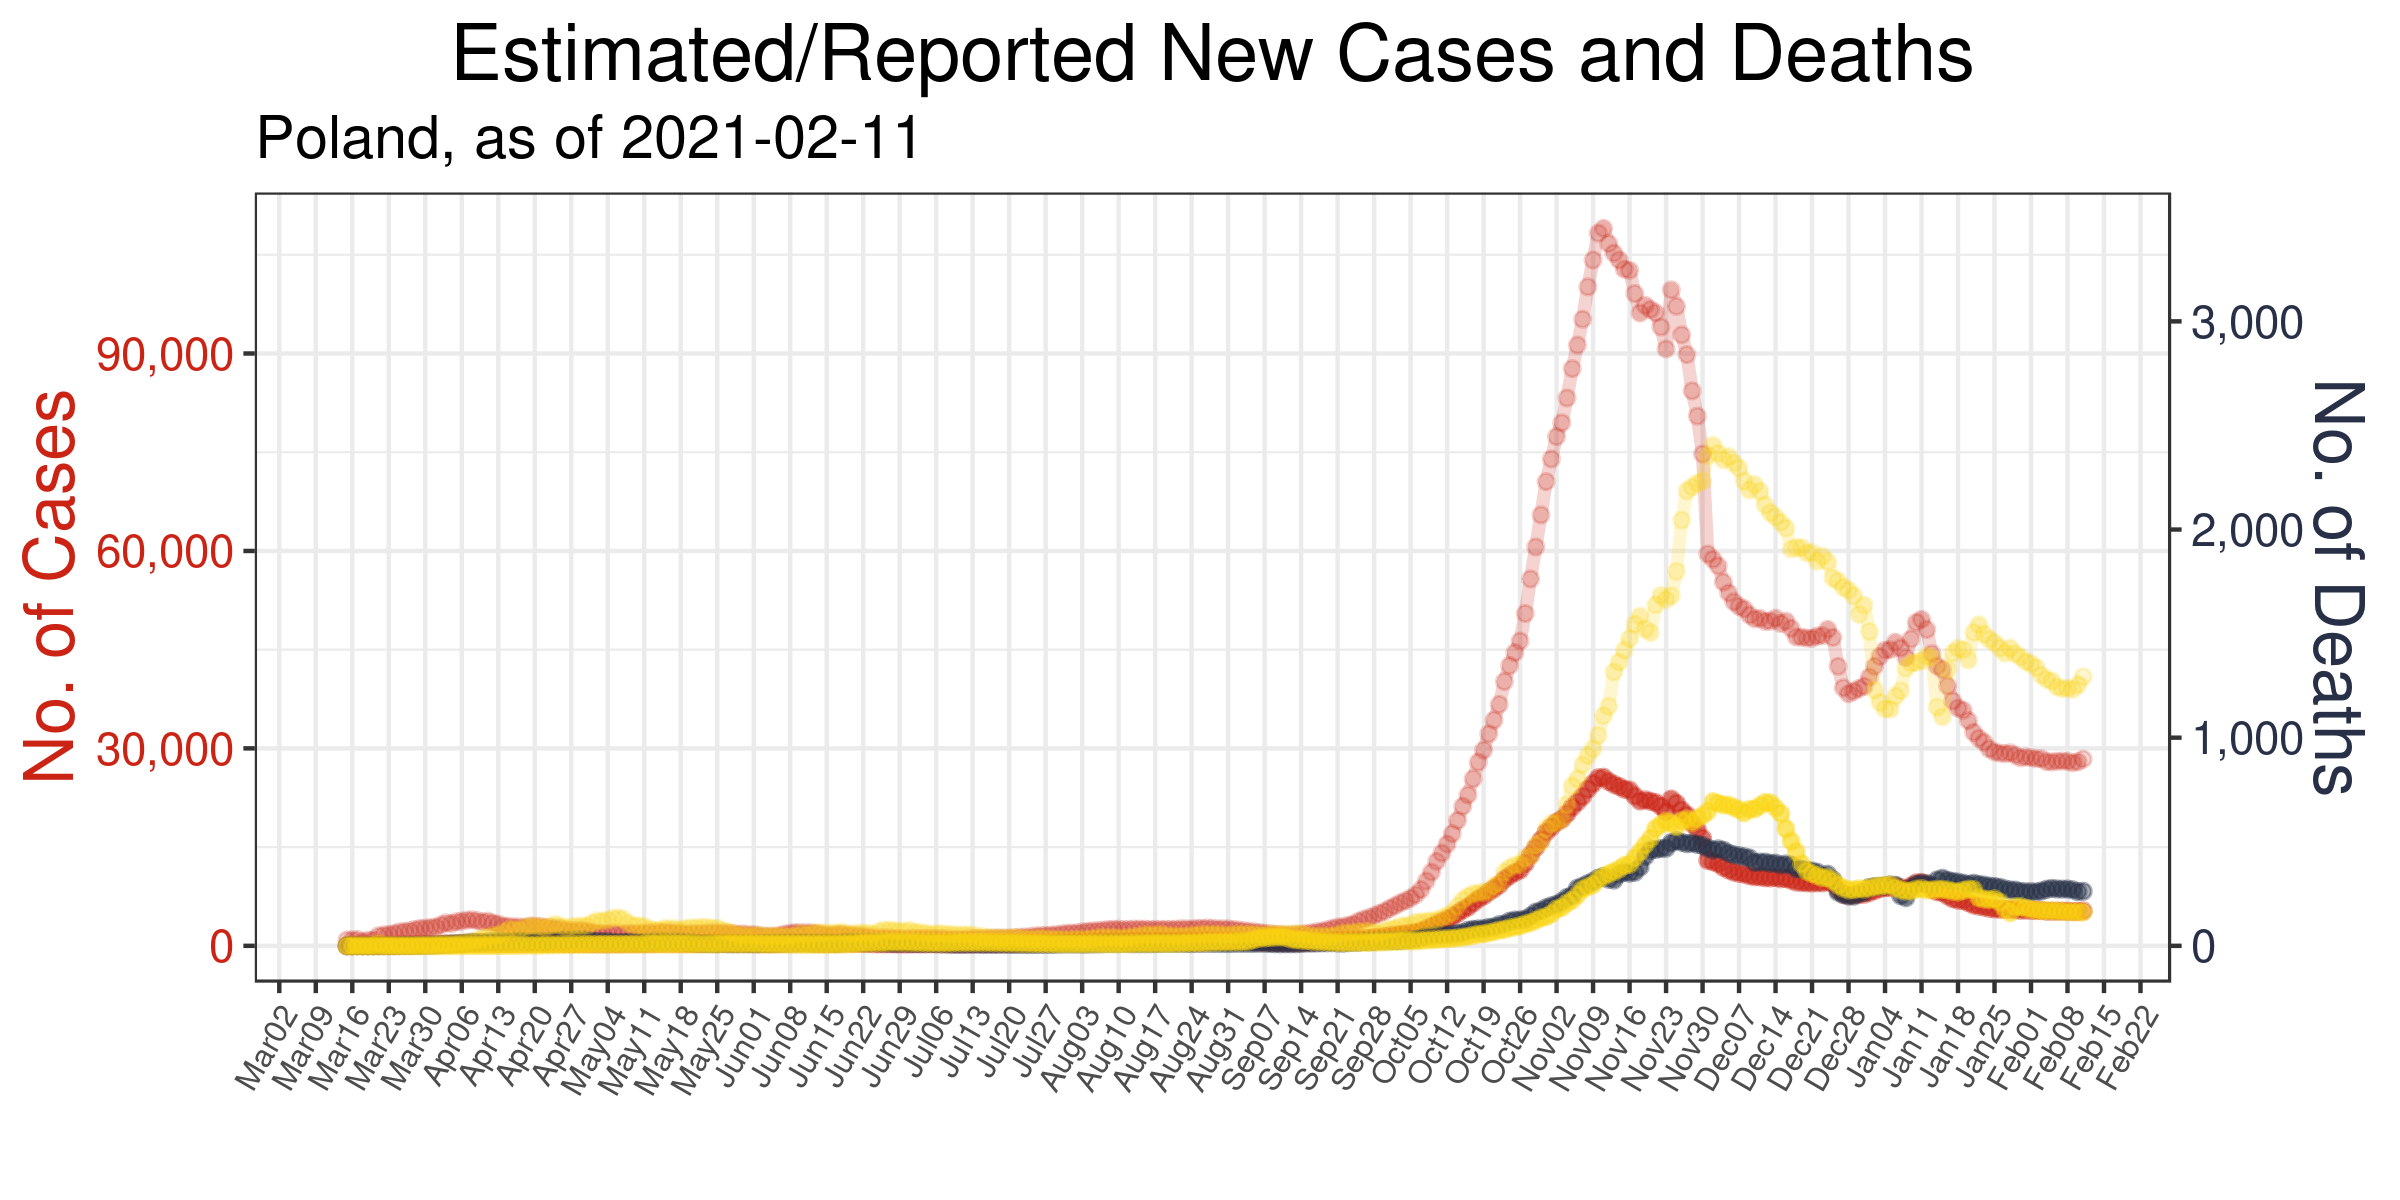 Estimated/Reported New Cases and Deaths
Poland, as of 2021-02-11
No. of Cases
90,000
60,000
30,000
0
3,000
2,000
1,000
0
No. of Deaths
Mar02
Mar09
Mar16
Mar23
Mar30
Apr06
Apr13
Apr20
Apr27
May04
May11
May18
May25
Jun01
Jun08
Jun15
Jun22
Jun29
Jul06
Jul13
Jul20
Jul27
Aug03
Aug10
Aug17
Aug24
Aug31
Sep07
Sep14
Sep21
Sep28
Oct05
Oct12
Oct19
Oct26
Nov02
Nov09
Nov16
Nov23
Nov30
Dec07
Dec14
Dec21
Dec28
Jan04
Jan11
Jan18
Jan25
Feb01
Feb08
Feb15
Feb22